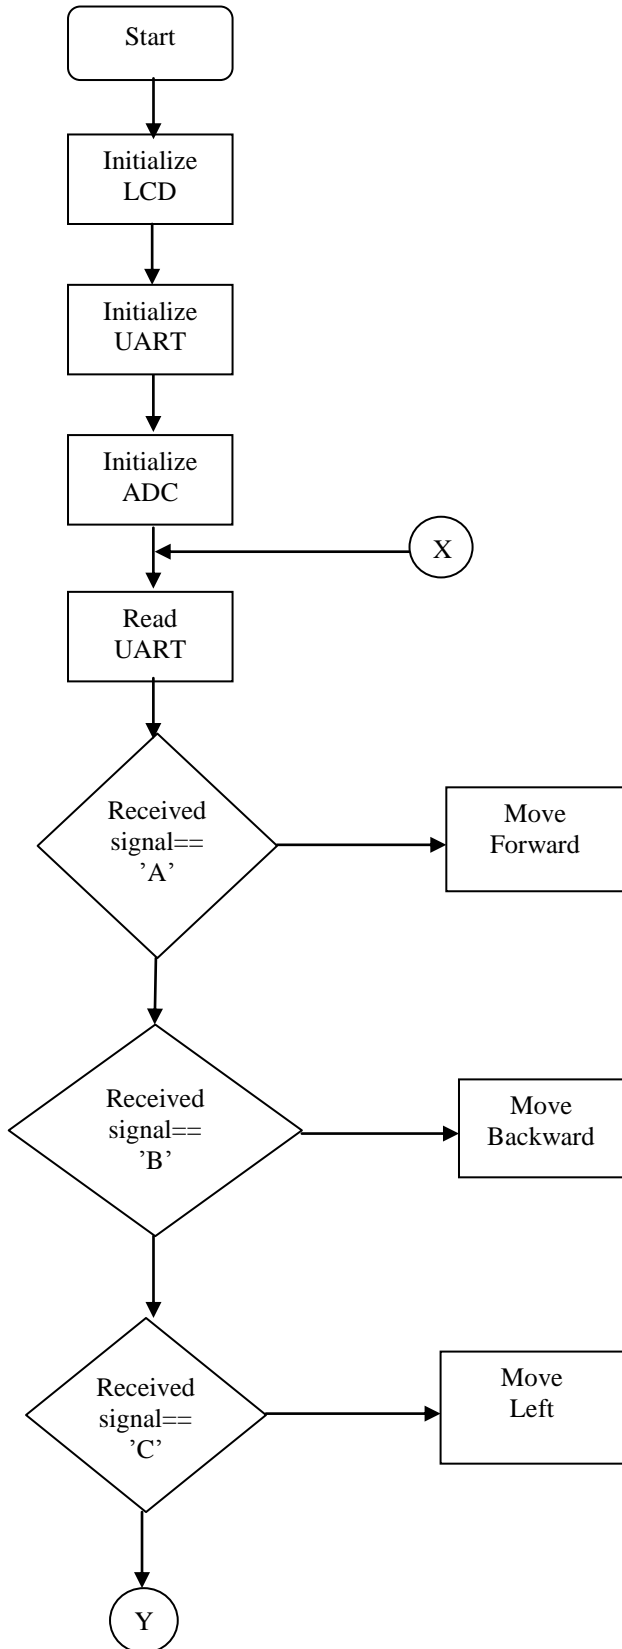 Start
Initialize
LCD
Initialize
UART
Initialize
ADC
X
Read
UART
Received
signal==
’A’
Move
Forward
Received
signal==
’B’
Move
Backward
Received
signal==
’C’
Move
Left
Y